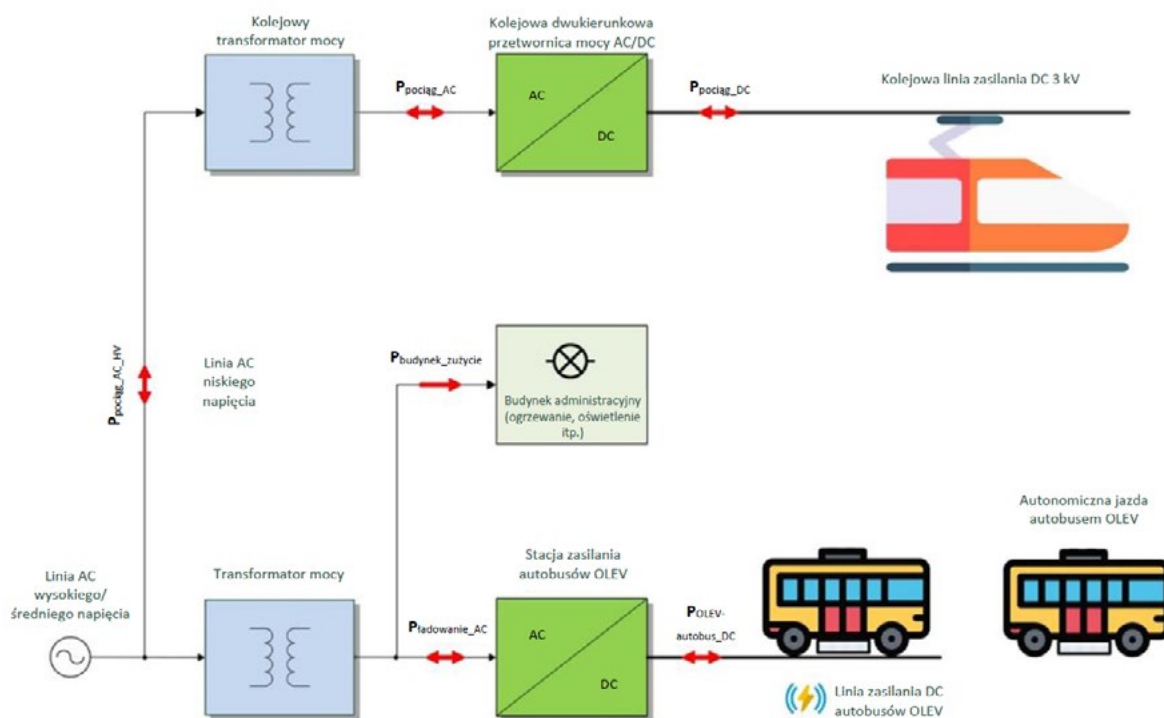 Kolejowy
transformator mocy
Kolejowa dwukierunkowa
przetwornica mocy AC/DC
Ppociąg_AC
AC
DC
Ppociąg_DC
Kolejowa linia zasilania DC 3 kV
Ppociąg_AC_HV
Linia AC
niskiego
napięcia
Pbudynek_zużycie
Budynek administracyjny
(ogrzewanie, oświetlenie
itp.)
Autonomiczna jazda
autobusem OLEV
Linia AC
wysokiego/
średniego napięcia
Transformator mocy
Stacja zasilania
autobusów OLEV
Pładowanie_AC
AC
DC
POLEV-
autobus_DC
Linia zasilania DC
autobusów OLEV